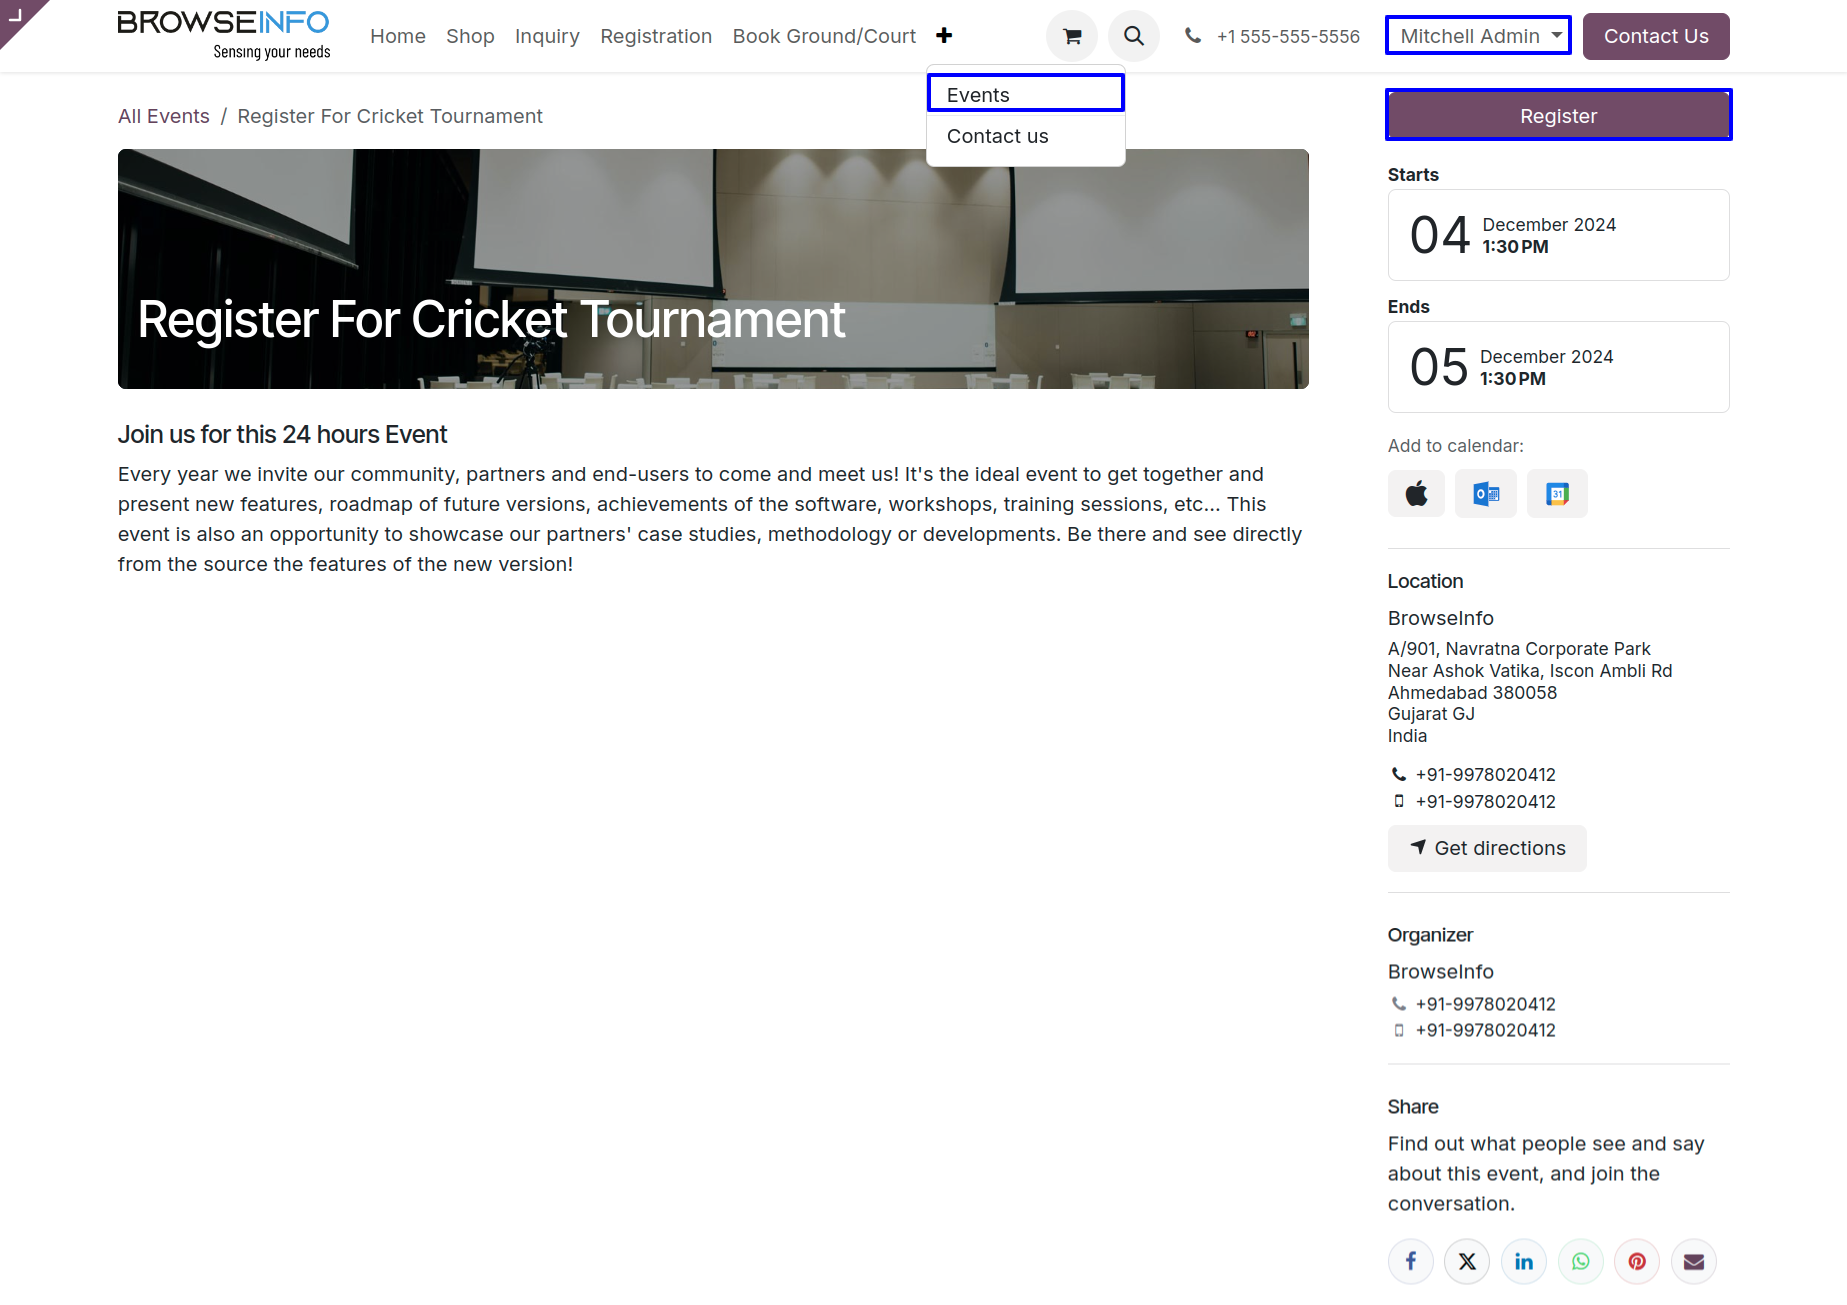 BROWSEINFO
Sensing your needs
Home Shop Inquiry Registration Book Ground/Court
+1 555-555-5556
Mitchell Admin
Contact Us
Events
Contact us
All Events / Register For Cricket Tournament
Register For Cricket Tournament
Join us for this 24 hours Event
Every year we invite our community, partners and end-users to come and meet us! It's the ideal event to get together and
present new features, roadmap of future versions, achievements of the software, workshops, training sessions, etc... This
event is also an opportunity to showcase our partners' case studies, methodology or developments. Be there and see directly
from the source the features of the new version!
Register
Starts
04
December 2024
1:30 PM
Ends
05
December 2024
1:30 PM
Add to calendar:
31
Location
BrowseInfo
A/901, Navratna Corporate Park
Near Ashok Vatika, Iscon Ambli Rd
Ahmedabad 380058
Gujarat GJ
India
+91-9978020412
+91-9978020412
Get directions
Organizer
BrowseInfo
+91-9978020412
+91-9978020412
Share
Find out what people see and say
about this event, and join the
conversation.